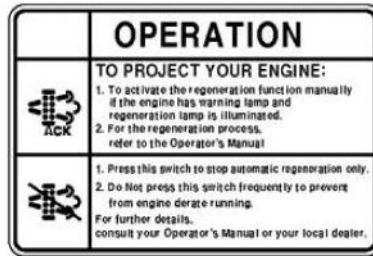 OPERATION
TO PROJECT YOUR ENGINE:
1. To activate the regeneration function manually
if the engine has warning lamp and
regeneration lamp is illuminated.
2. For the regeneration process,
refer to the Operator's Manual
ACK
1. Press this switch to stop automatic regeneration only.
2. Do Not press this switch frequently to prevent
from engine derate running.
For further details,
consult your Operator's Manual or your local dealer.